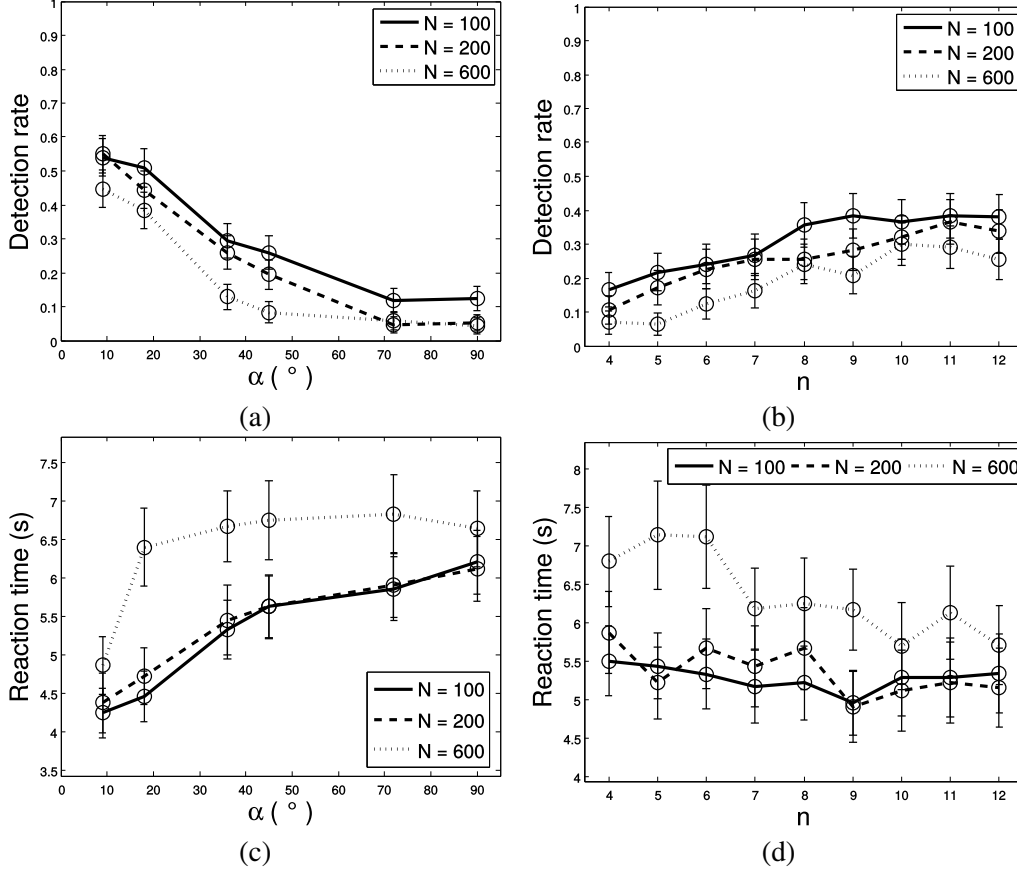 1
0.9
0.8
0.7
0.6
0.5
0.4
0.3
0.2
0.1
0
Detection rate
N = 100
N = 200
N = 600
0 10 20 30 40 50 60 70 80 90
α ( ° )
(a)
1
0.9
0.8
0.7
0.6
0.5
0.4
0.3
0.2
0.1
0
Detection rate
N = 100
N = 200
N = 600
4 5 6 7 8 9 10 11 12
n
(b)
7.5
7
6.5
6
5.5
5
4.5
4
3.5
Reaction time (s)
N = 100
N = 200
N = 600
0 10 20 30 40 50 60 70 80 90
α ( ° )
(c)
8
7.5
7
6.5
6
5.5
5
4.5
4
Reaction time (s)
N = 100 N = 200 N = 600
4 5 6 7 8 9 10 11 12
n
(d)